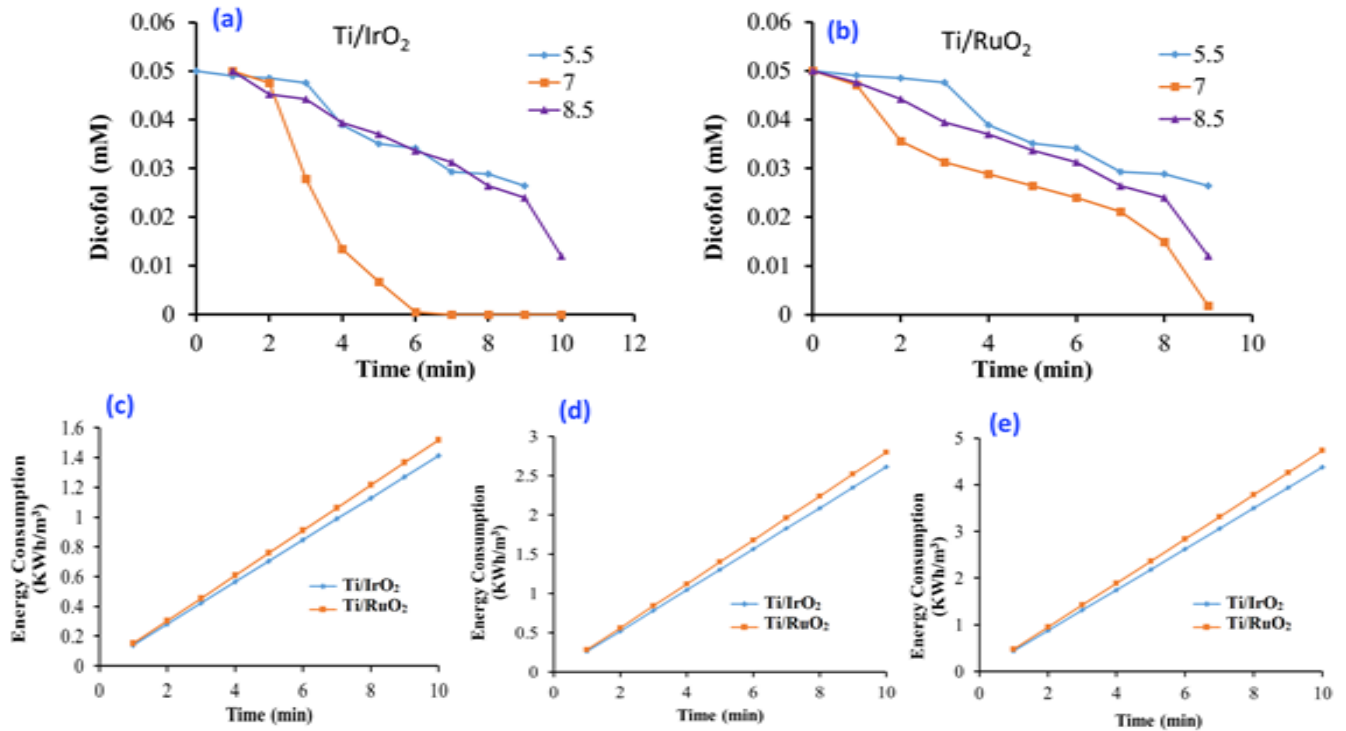 (a)
Ti/IrO₂
5.5
7
8.5
0.06
0.05
0.04
0.03
0.02
0.01
0
Dicofol (mM)
0 2 4 6 8 10 12
Time (min)
(b)
Ti/RuO₂
5.5
7
8.5
0.06
0.05
0.04
0.03
0.02
0.01
0
Dicofol (mM)
0 2 4 6 8 10
Time (min)
(c)
1.6
1.4
1.2
1
0.8
0.6
0.4
0.2
0
Energy Consumption
(KWh/m³)
Ti/IrO₂
Ti/RuO₂
0 2 4 6 8 10
Time (min)
(d)
3
2.5
2
1.5
1
0.5
0
Energy Consumption
(KWh/m³)
Ti/IrO₂
Ti/RuO₂
0 2 4 6 8 10
Time (min)
(e)
5
4
3
2
1
0
Energy Consumption
(KWh/m³)
Ti/IrO₂
Ti/RuO₂
0 2 4 6 8 10
Time (min)